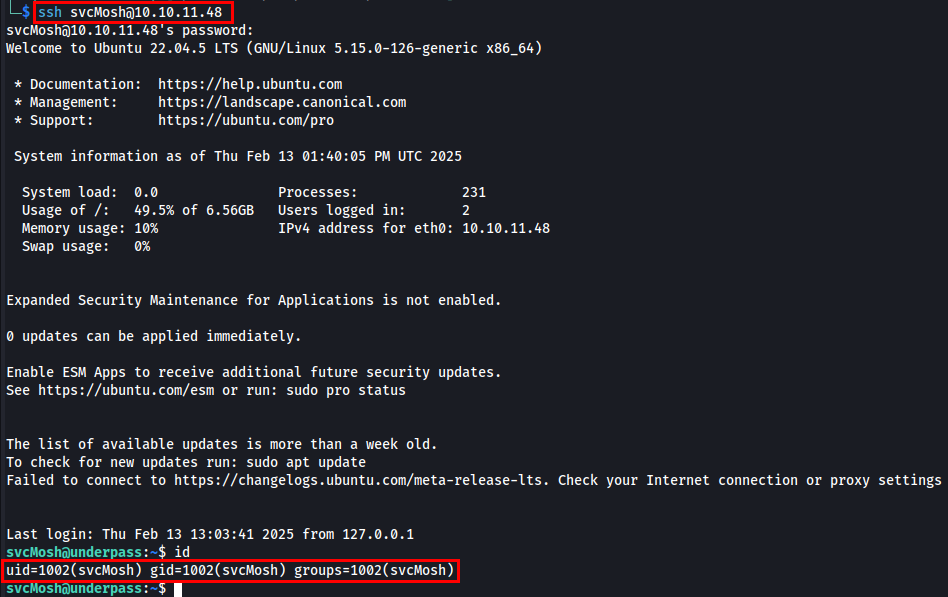 └─$ ssh svcMosh@10.10.11.48
svcMosh@10.10.11.48's password:
Welcome to Ubuntu 22.04.5 LTS (GNU/Linux 5.15.0-126-generic x86_64)
* Documentation:  https://help.ubuntu.com
* Management:     https://landscape.canonical.com
* Support:        https://ubuntu.com/pro
System information as of Thu Feb 13 01:40:05 PM UTC 2025
System load:  0.0               Processes:             231
Usage of /:   49.5% of 6.56GB   Users logged in:       2
Memory usage: 10%               IPv4 address for eth0: 10.10.11.48
Swap usage:   0%
Expanded Security Maintenance for Applications is not enabled.
0 updates can be applied immediately.
Enable ESM Apps to receive additional future security updates.
See https://ubuntu.com/esm or run: sudo pro status
The list of available updates is more than a week old.
To check for new updates run: sudo apt update
Failed to connect to https://changelogs.ubuntu.com/meta-release-lts. Check your Internet connection or proxy settings
Last login: Thu Feb 13 13:03:41 2025 from 127.0.0.1
svcMosh@underpass:~$ id
uid=1002(svcMosh) gid=1002(svcMosh) groups=1002(svcMosh)
svcMosh@underpass:~$